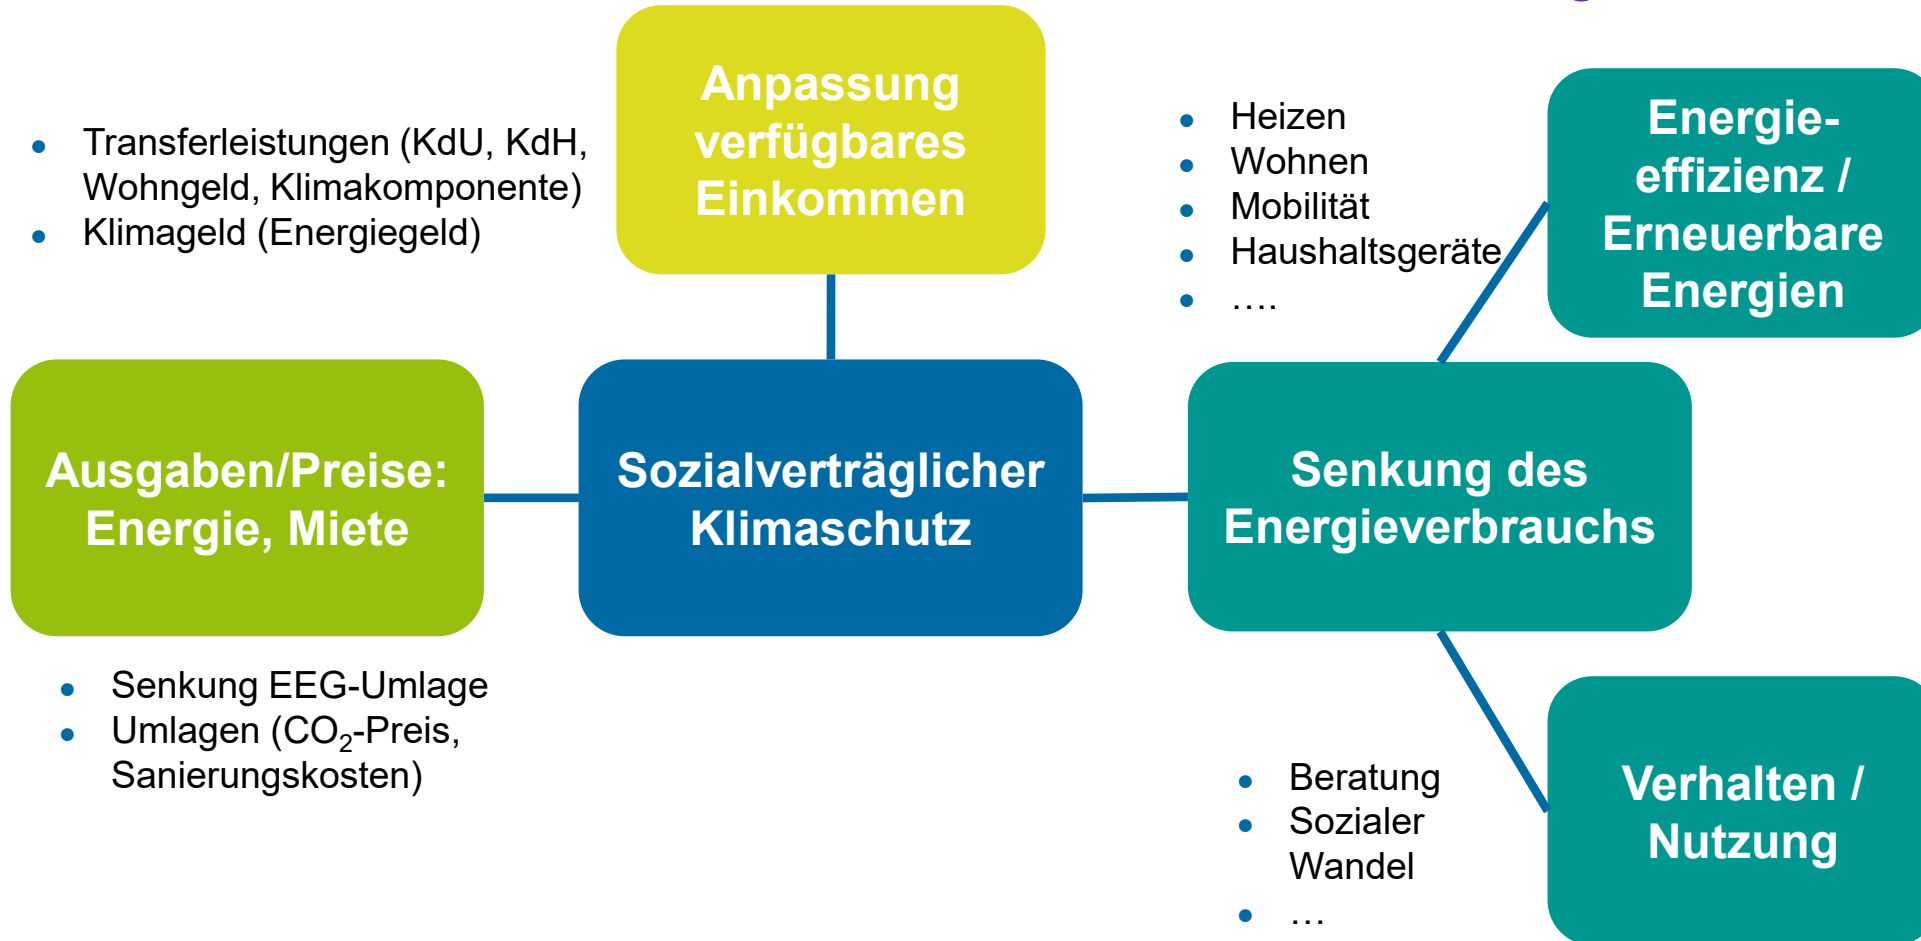 Anpassung
verfügbares
Einkommen
• Transferleistungen (KdU, KdH,
Wohngeld, Klimakomponente)
• Klimageld (Energiegeld)
• Heizen
• Wohnen
• Mobilität
• Haushaltsgeräte
• ….
Energie-
effizienz /
Erneuerbare
Energien
Ausgaben/Preise:
Energie, Miete
Sozialverträglicher
Klimaschutz
Senkung des
Energieverbrauchs
• Senkung EEG-Umlage
• Umlagen (CO₂-Preis,
Sanierungskosten)
• Beratung
• Sozialer
Wandel
• …
Verhalten /
Nutzung